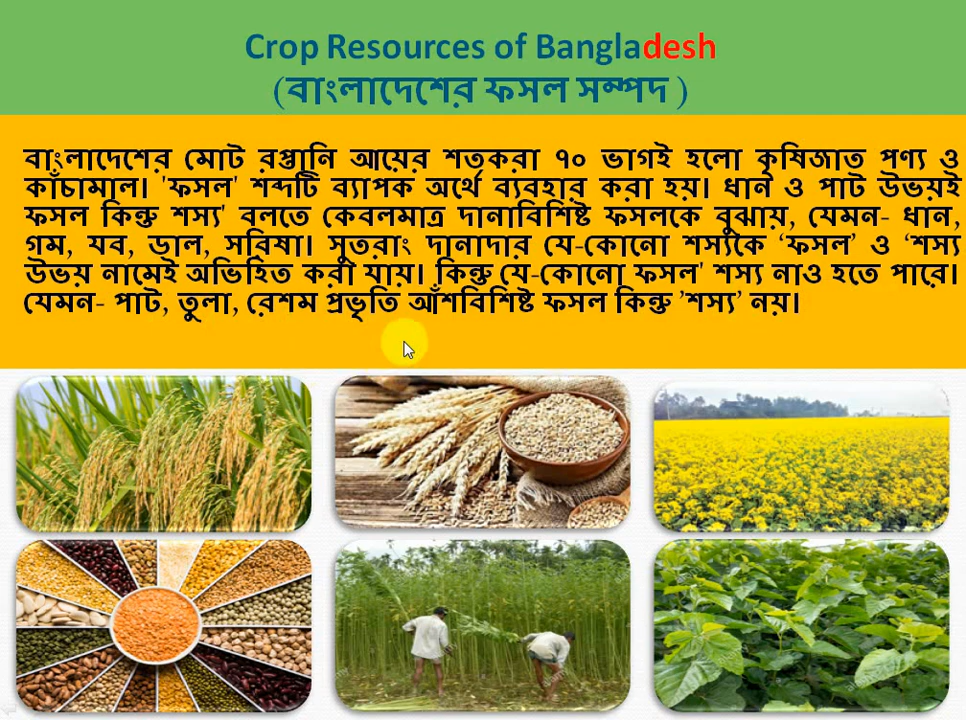 Crop Resources of Bangladesh
(বাংলাদেশের ফসল সম্পদ )
বাংলাদেশের মোট রপ্তানি আয়ের শতকরা ৭০ ভাগই হলো কৃষিজাত পণ্য ও
কাঁচামাল। 'ফসল' শব্দটি ব্যাপক অর্থে ব্যবহার করা হয়। ধান ও পাট উভয়ই
ফসল কিন্তু শস্য' বলতে কেবলমাত্র দানাবিশিষ্ট ফসলকে বুঝায়, যেমন- ধান,
গম, যব, ডাল, সরিষা। সুতরাং দানাদার যে-কোনো শস্যকে ‘ফসল’ ও ‘শস্য
উভয় নামেই অভিহিত করা যায়। কিন্তু যে-কোনো ফসল' শস্য নাও হতে পারে।
যেমন- পাট, তুলা, রেশম প্রভৃতি আঁশবিশিষ্ট ফসল কিন্তু ’শস্য’ নয়।